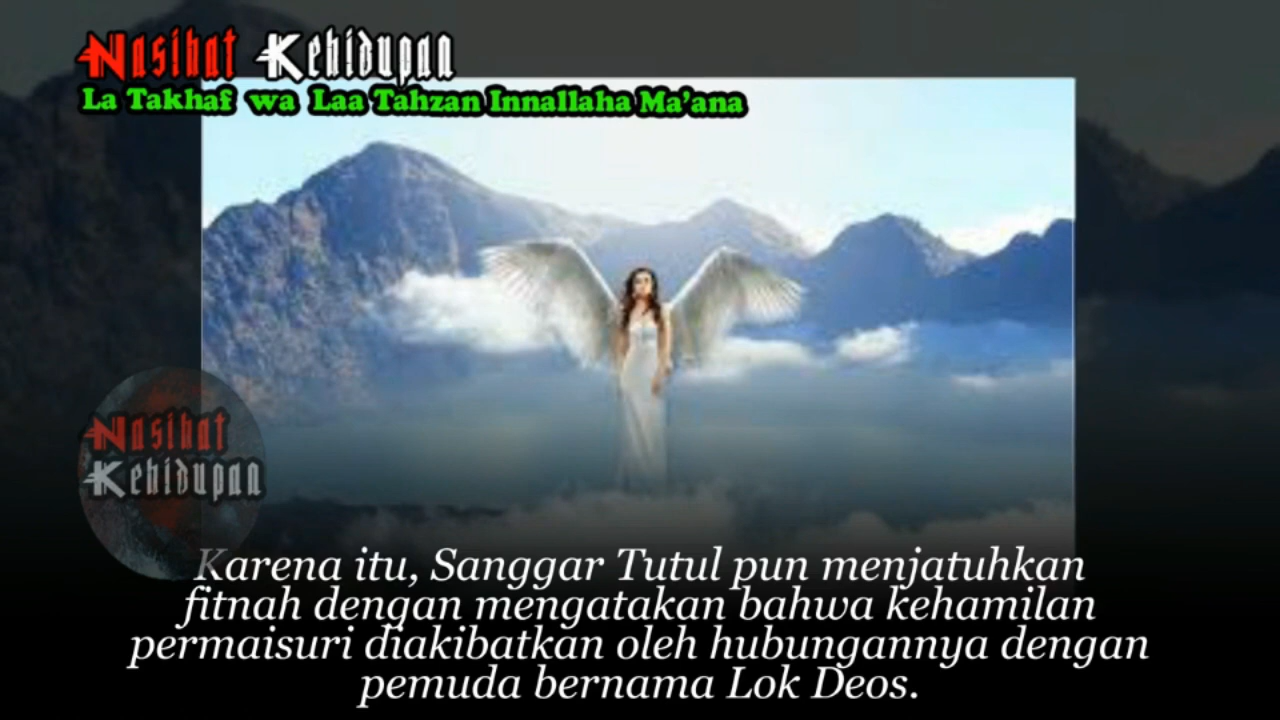 Nasihat Kehidupan
La Takhaf wa Laa Tahzan Innallaha Ma'ana
Nasihat
Kehidupan
Karena itu, Sanggar Tutul pun menjatuhkan
fitnah dengan mengatakan bahwa kehamilan
permaisuri diakibatkan oleh hubungannya dengan
pemuda bernama Lok Deos.